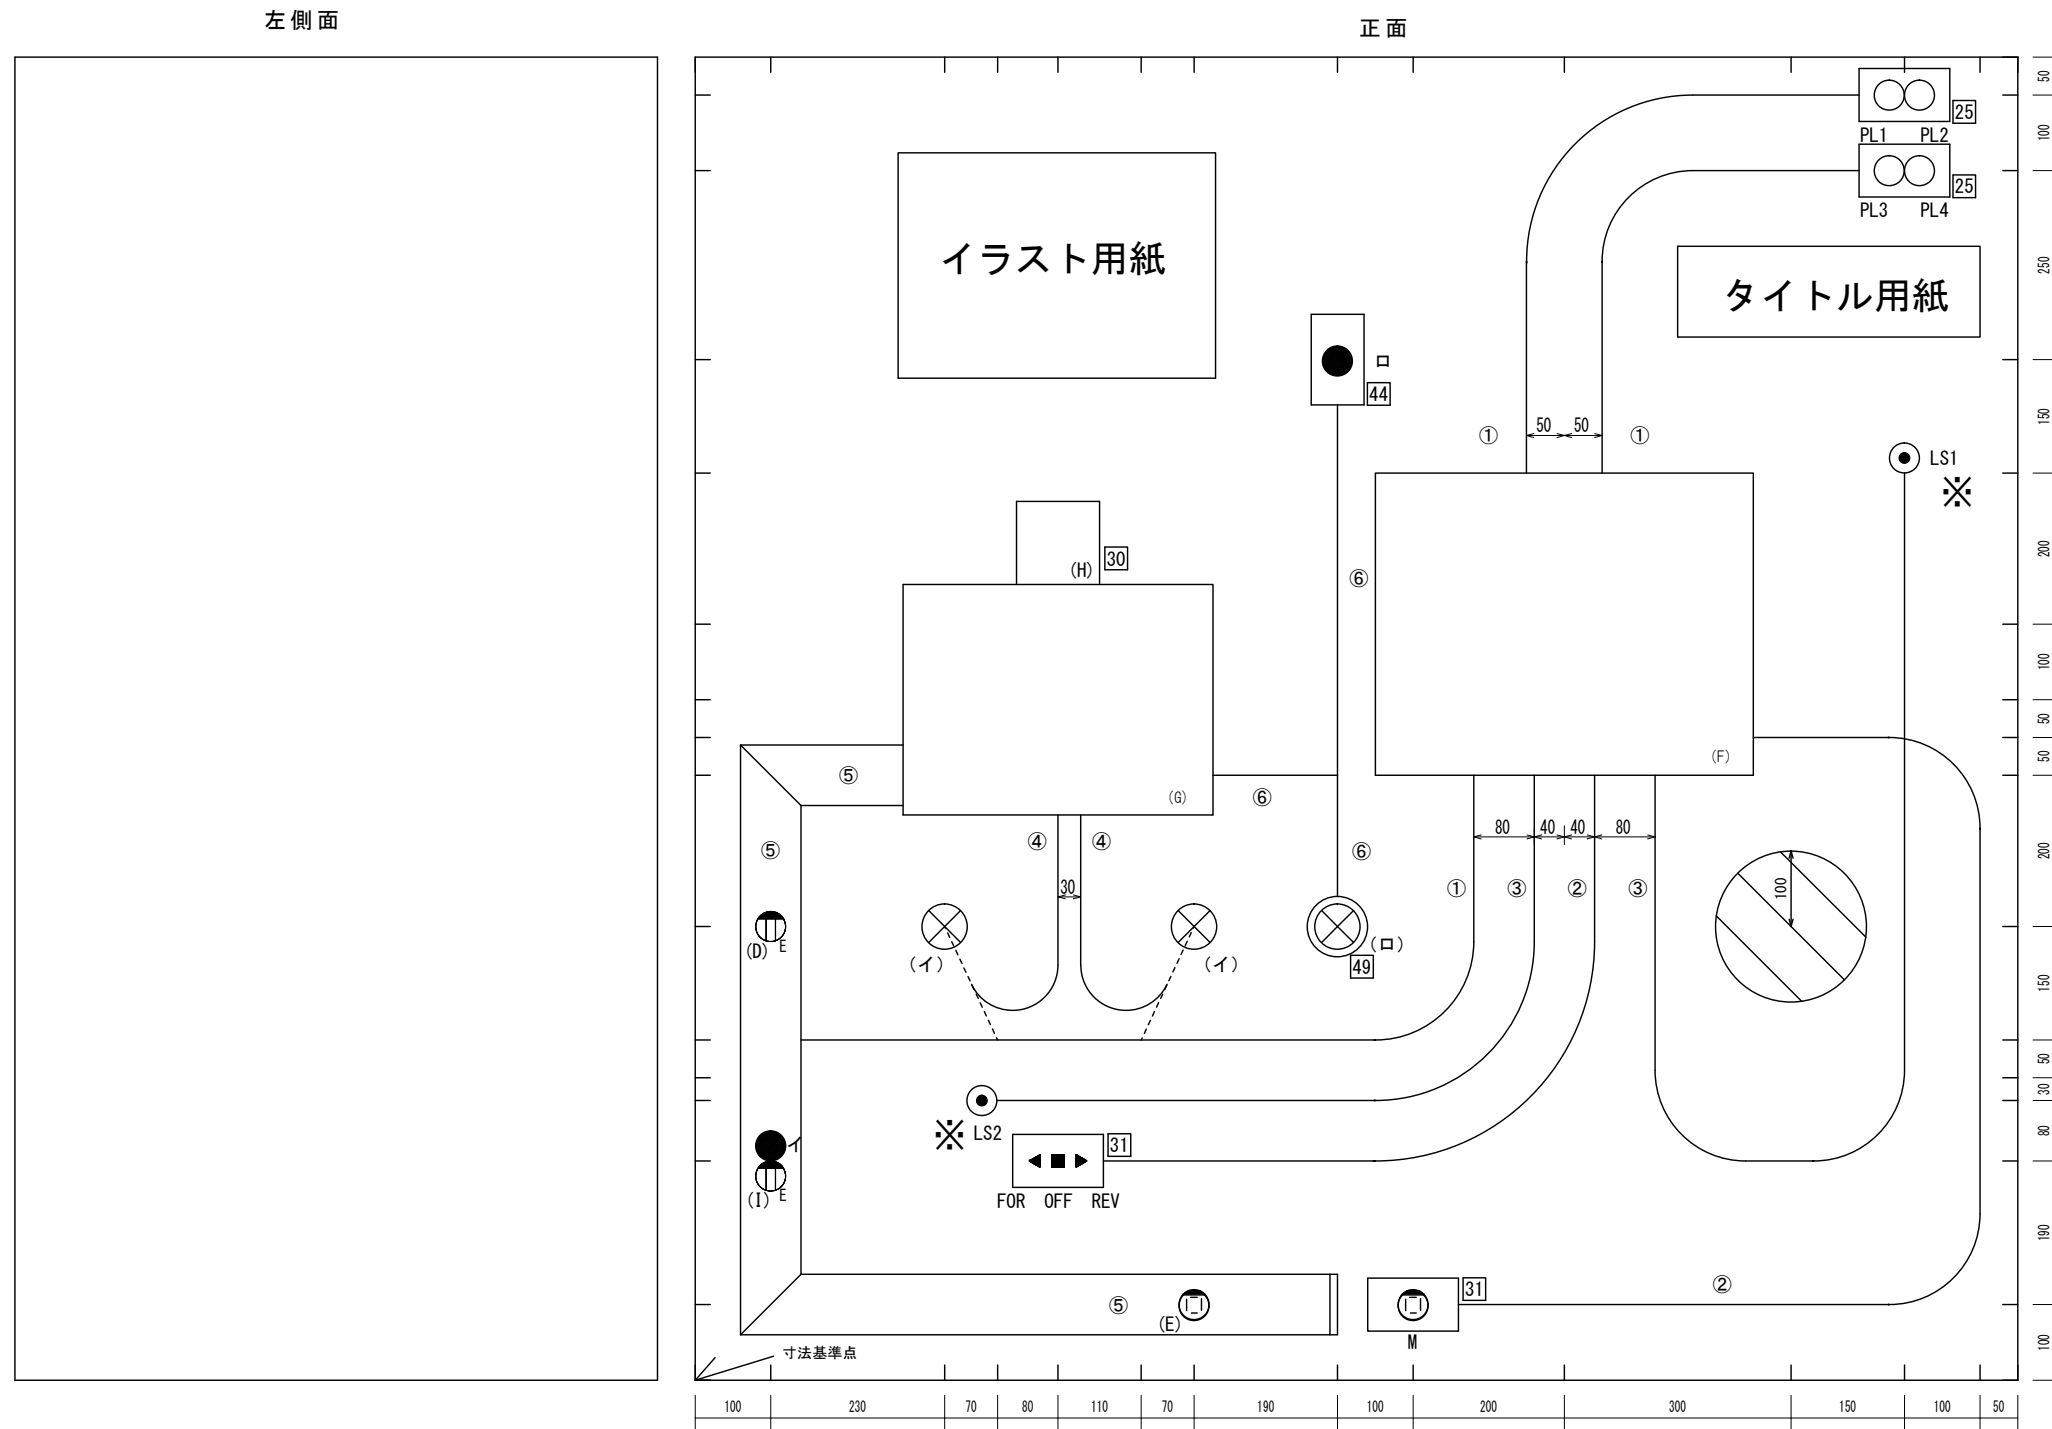 左側面
正面
50
25
PL1 PL2
100
25
PL3 PL4
イラスト用紙
タイトル用紙
250
ロ
44
① 50 50 ①
150
LS1
※
(H) 30
⑥
200
100
50
(F)
50
⑤
(G)
⑥
④ ④
80 40 40 80
⑤
⑥
200
30
① ③ ② ③
100
(D) E
(イ) (イ)
(ロ)
49
150
50
30
※ LS2
31
80
イ
(I) E
FOR OFF REV
190
②
31
⑤
(E)
M
寸法基準点
100
100 230 70 80 110 70 190 100 200 300 150 100 50